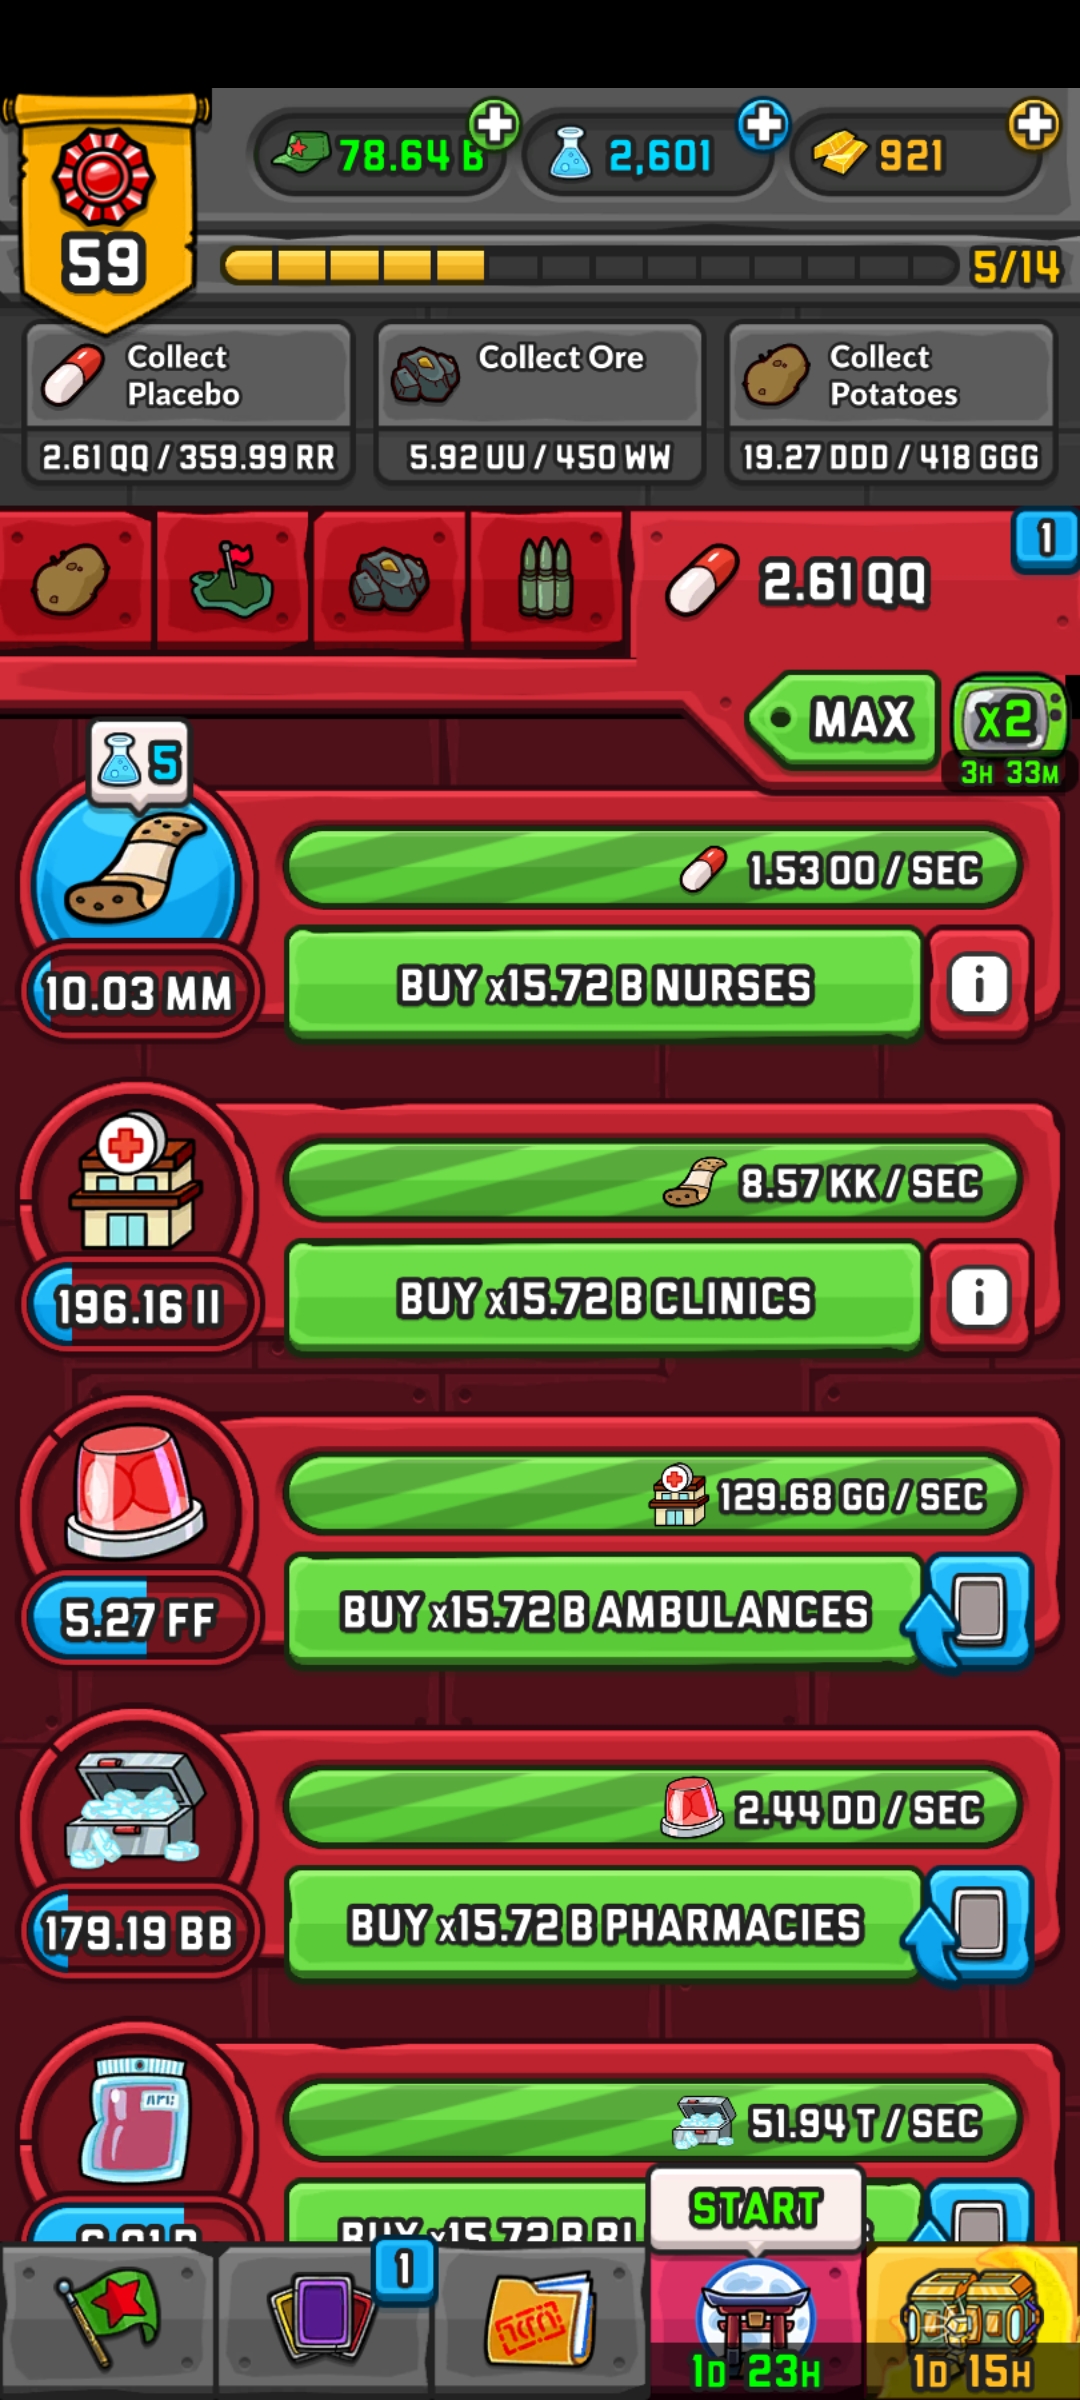 78.64 B
2,601
921
59
5/14
Collect
Placebo
2.61 QQ / 359.99 RR
Collect Ore
5.92 UU / 450 WW
Collect
Potatoes
19.27 DDD / 418 GGG
2.61 QQ
1
MAX
x2
3H 33M
5
1.53 OO / SEC
10.03 MM
BUY x15.72 B NURSES
i
8.57 KK / SEC
196.16 II
BUY x15.72 B CLINICS
i
129.68 GG / SEC
5.27 FF
BUY x15.72 B AMBULANCES
2.44 DD / SEC
179.19 BB
BUY x15.72 B PHARMACIES
51.94 T / SEC
BUY x15.72 B
START
1
1D 23H
1D 15H